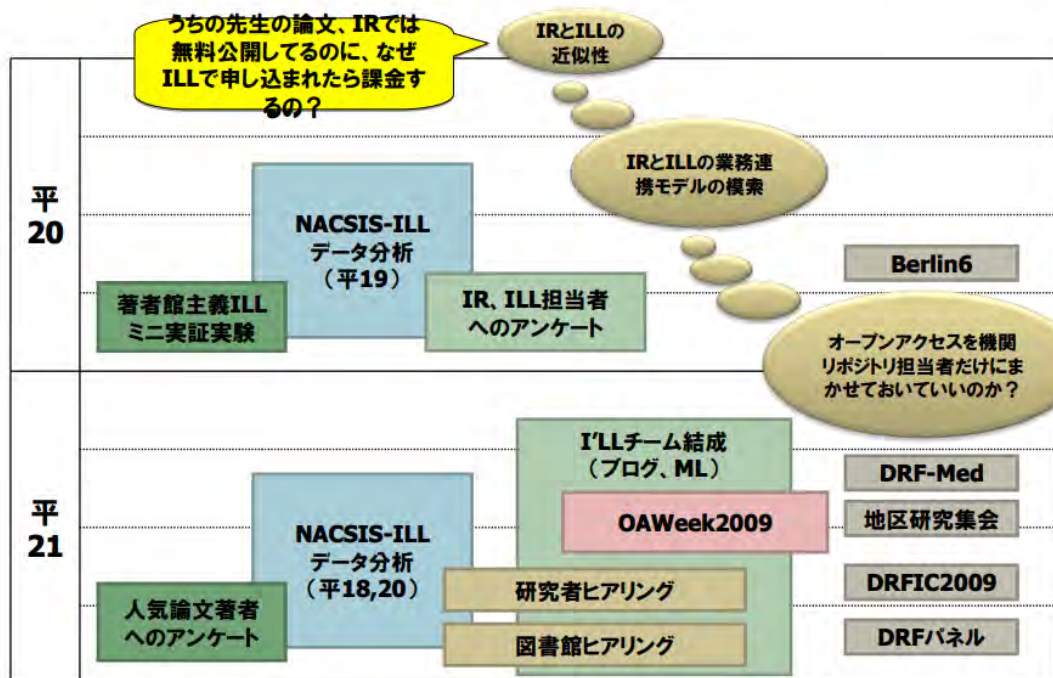 うちの先生の論文、IRでは
無料公開してるのに、なぜ
ILLで申し込まれたら課金す
るの？
IRとILLの
近似性
IRとILLの業務連
携モデルの模索
平
20
NACSIS-ILL
データ分析
（平19）
著者館主義ILL
ミニ実証実験
IR、ILL担当者
へのアンケート
Berlin6
オープンアクセスを機関
リポジトリ担当者だけにま
かせておいていいのか？
平
21
I'LLチーム結成
（ブログ、ML）
OAWeek2009
NACSIS-ILL
データ分析
（平18,20）
研究者ヒアリング
図書館ヒアリング
人気論文著者
へのアンケート
DRF-Med
地区研究集会
DRFIC2009
DRFパネル